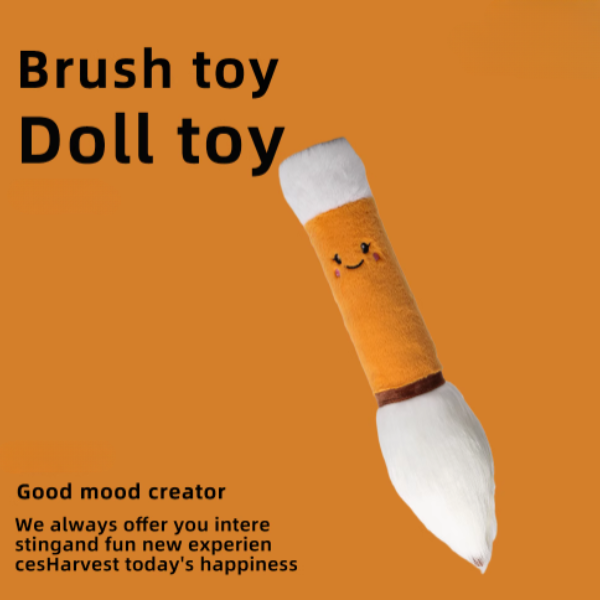 Brush toy
Doll toy
Good mood creator
We always offer you intere
stingand fun new experien
cesHarvest today's happiness